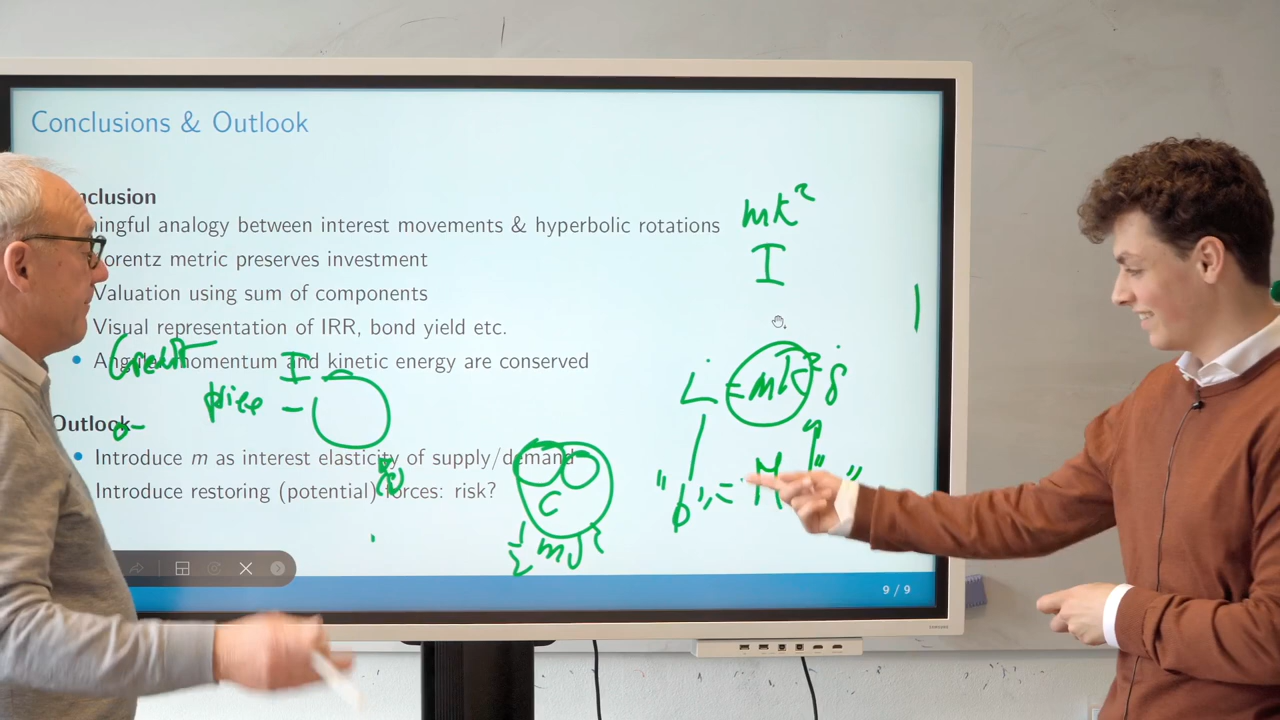 Conclusions & Outlook
nclusion
ingful analogy between interest movements & hyperbolic rotations
orentz metric preserves investment
Valuation using sum of components
Visual representation of IRR, bond yield etc.
Angular momentum and kinetic energy are conserved
Outlook
Introduce m as interest elasticity of supply/demand
Introduce restoring (potential) forces: risk?
9 / 9
mk²
I
price
C
m
M